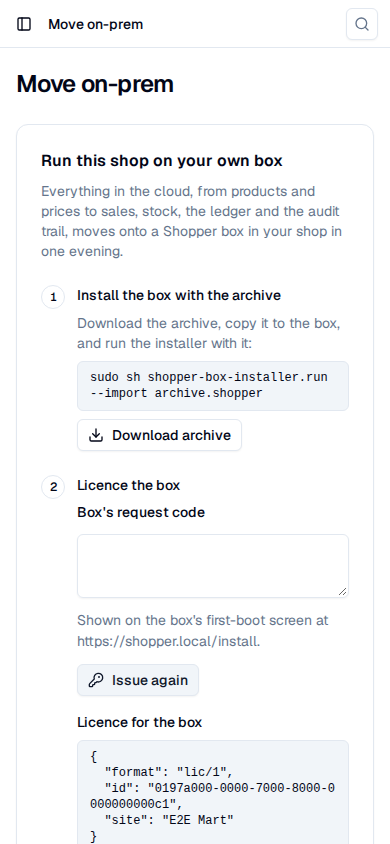 Move on-prem
Move on-prem
Run this shop on your own box
Everything in the cloud, from products and
prices to sales, stock, the ledger and the audit
trail, moves onto a Shopper box in your shop in
one evening.
1
Install the box with the archive
Download the archive, copy it to the box,
and run the installer with it:
sudo sh shopper-box-installer.run
--import archive.shopper
Download archive
2
Licence the box
Box's request code
Shown on the box's first-boot screen at
https://shopper.local/install.
Issue again
Licence for the box
{
  "format": "lic/1",
  "id": "0197a000-0000-7000-8000-0
000000000c1",
  "site": "E2E Mart"
}